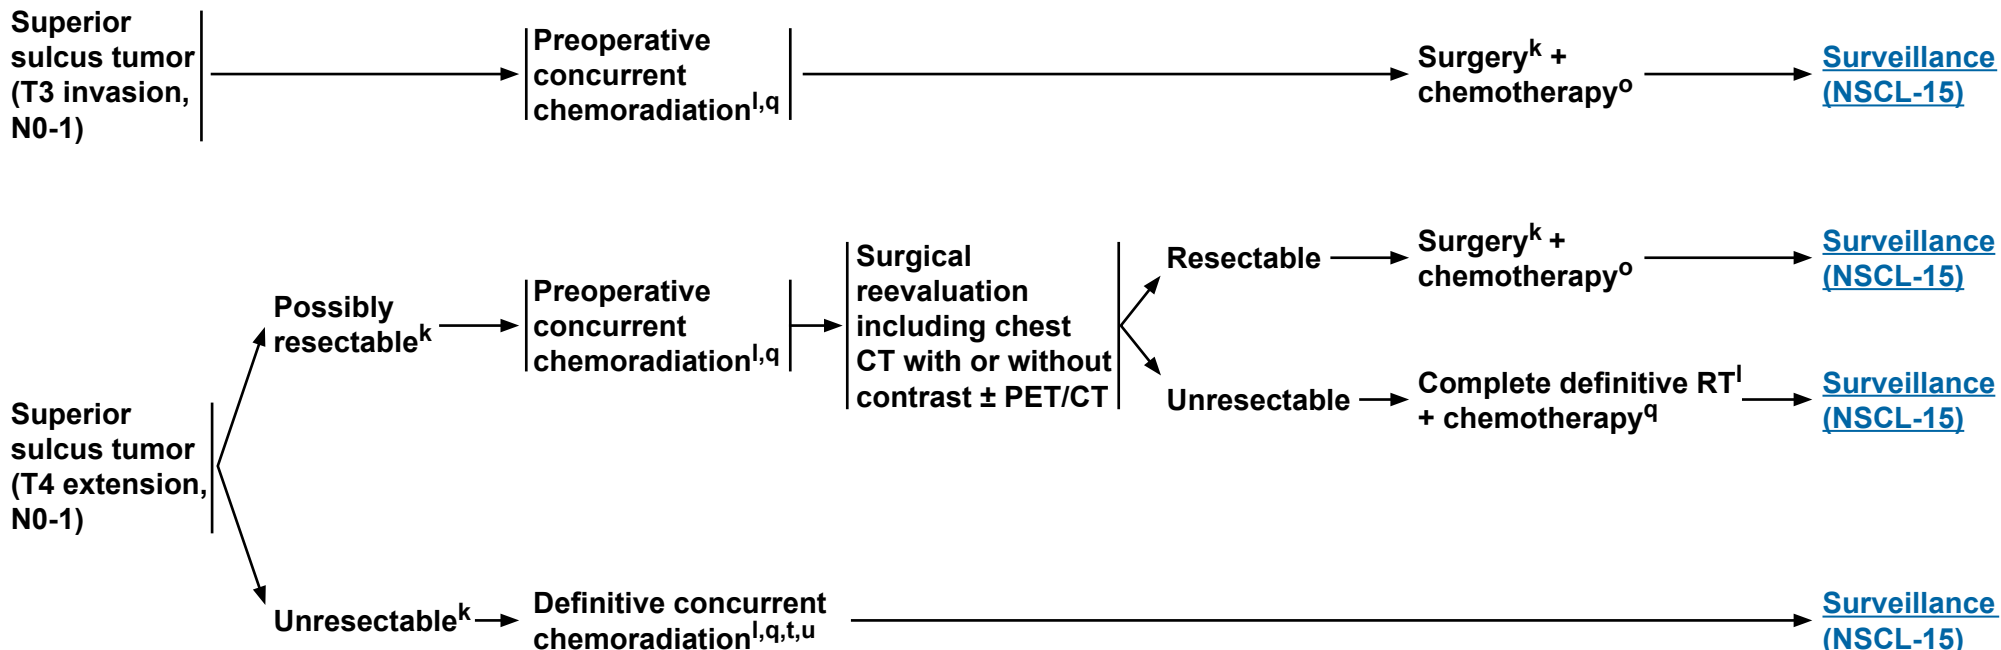 Superior
sulcus tumor
(T3 invasion,
N0-1)
Preoperative
concurrent
chemoradiationl,q
Surgeryk +
chemotherapyo
Surveillance
(NSCL-15)
Superior
sulcus tumor
(T4 extension,
N0-1)
Possibly
resectablek
Preoperative
concurrent
chemoradiationl,q
Surgical
reevaluation
including chest
CT with or without
contrast ± PET/CT
Resectable
Surgeryk +
chemotherapyo
Surveillance
(NSCL-15)
Unresectable
Complete definitive RTl
+ chemotherapyq
Surveillance
(NSCL-15)
Unresectablek
Definitive concurrent
chemoradiationl,q,t,u
Surveillance
(NSCL-15)